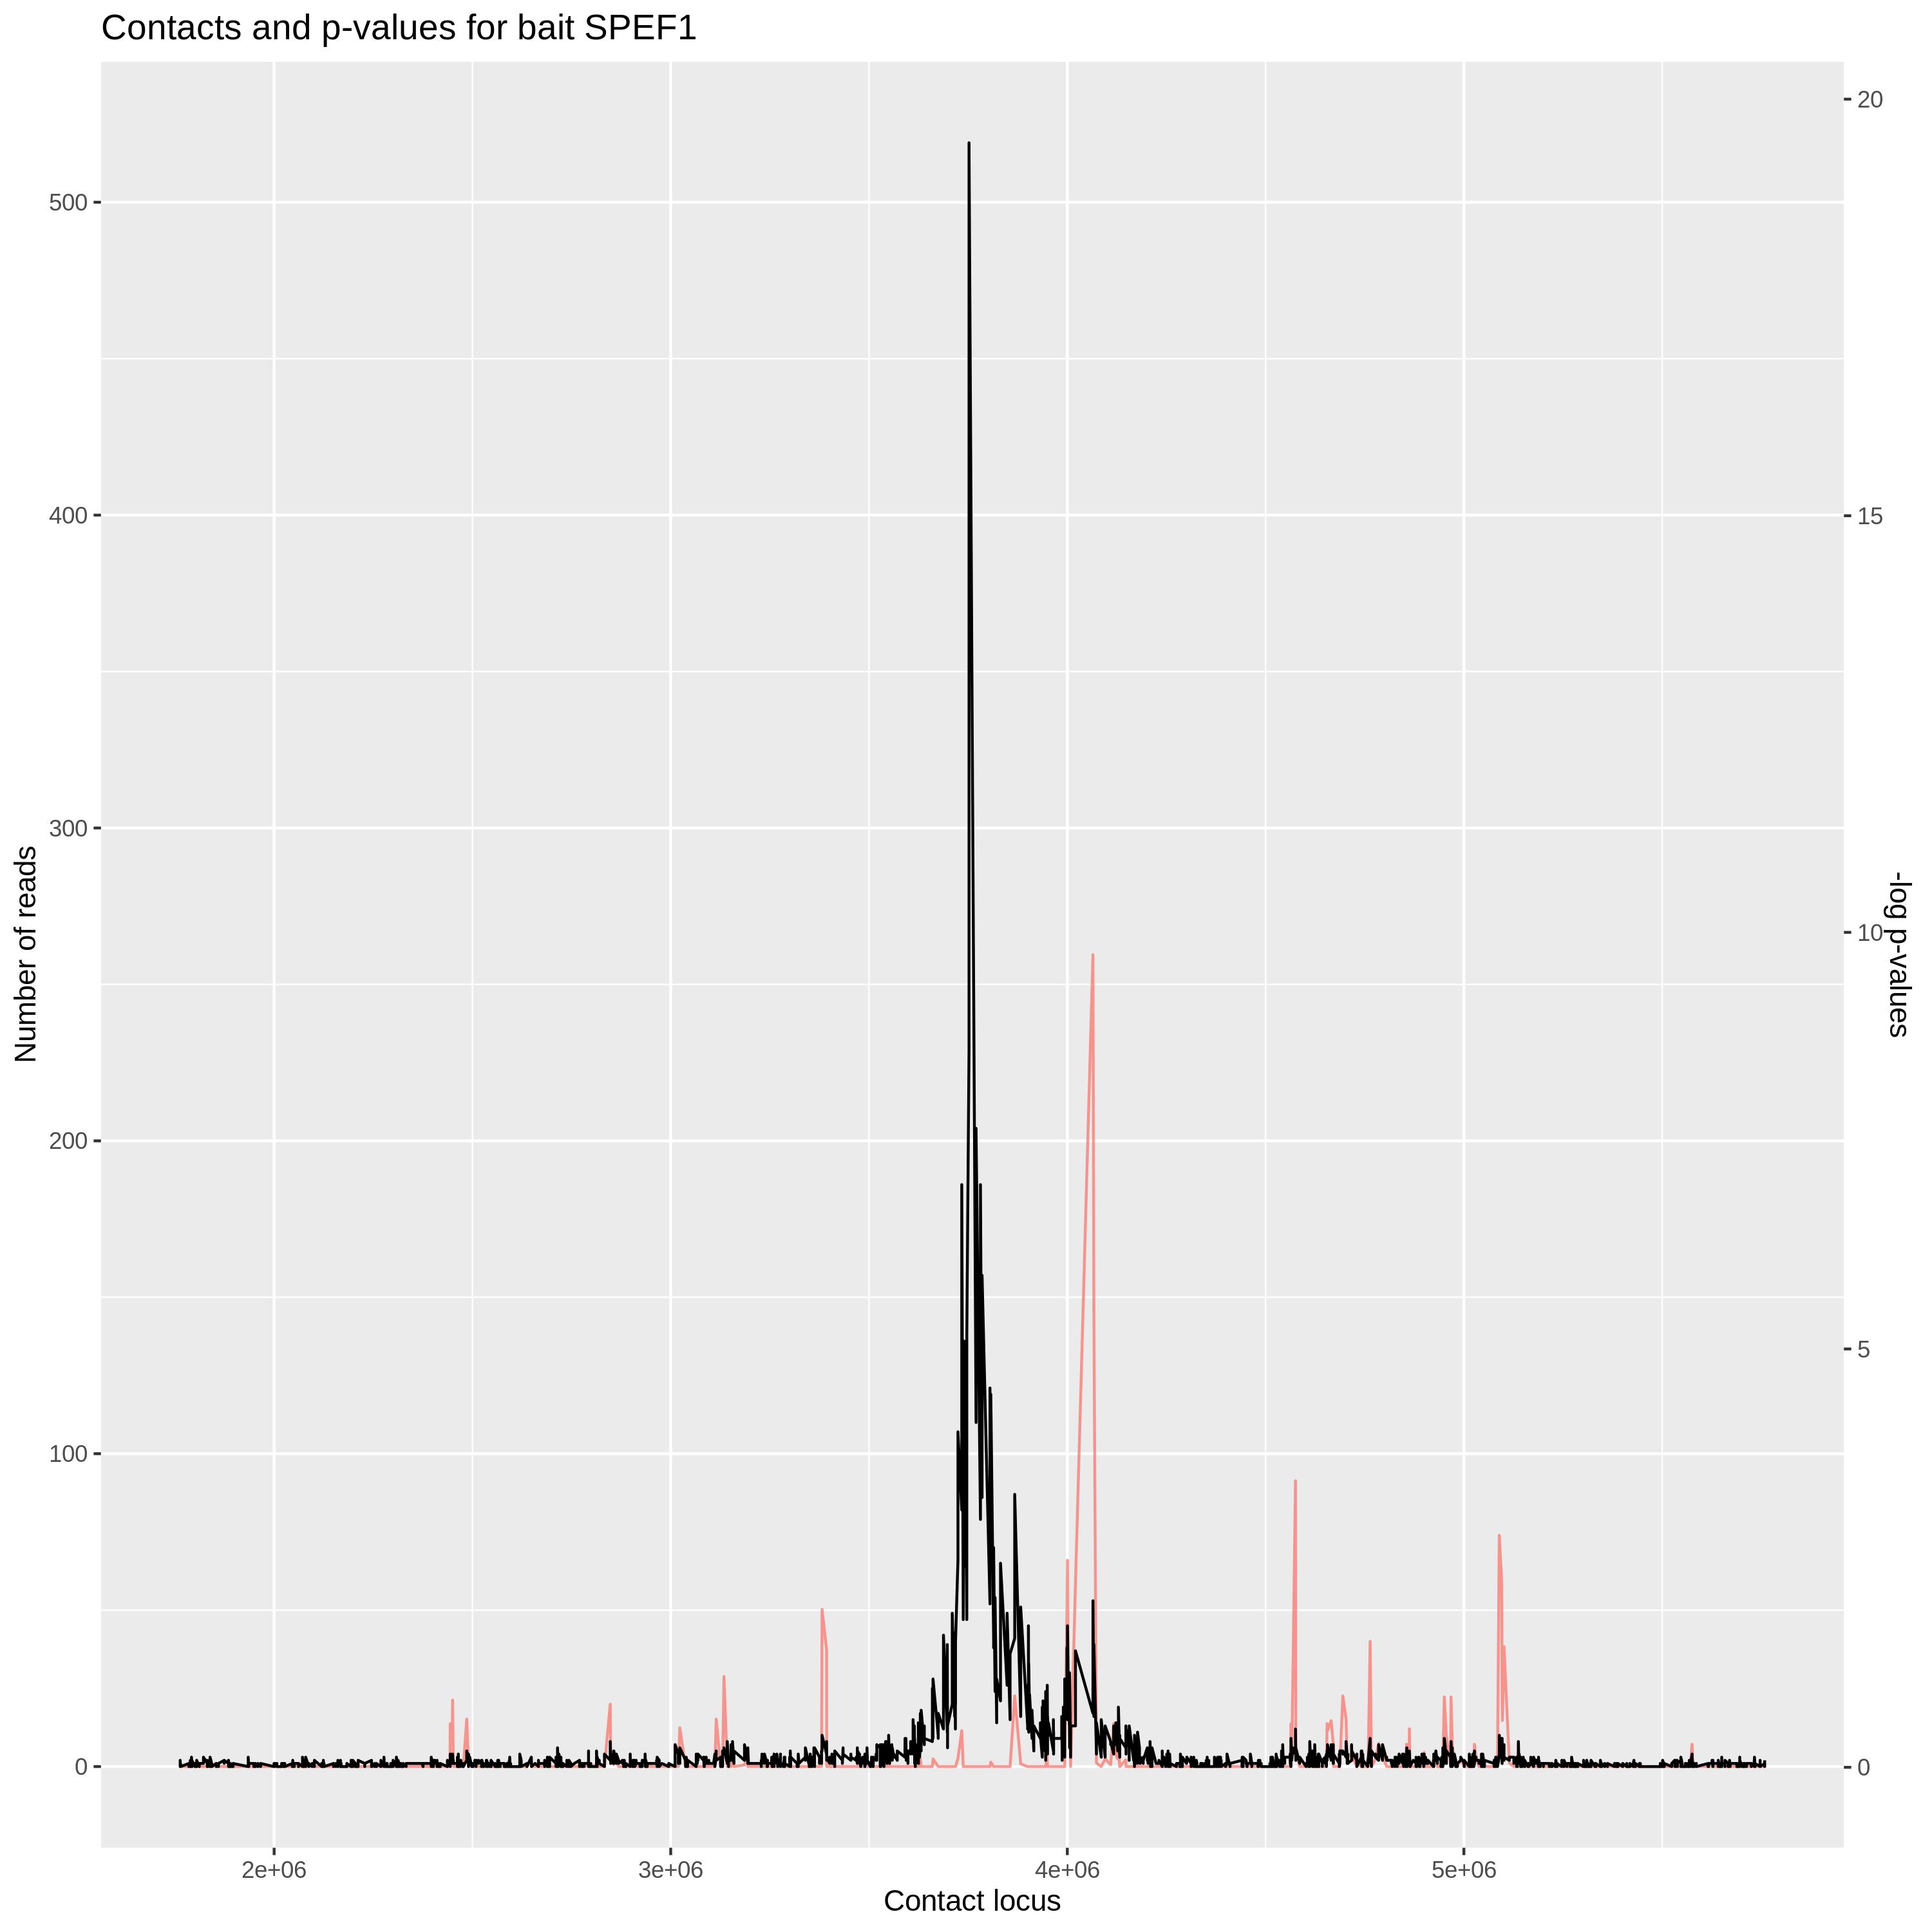 Contacts and p-values for bait SPEF1
20
500
400
15
300
Number of reads
10
-log p-values
200
5
100
0
0
2e+06
3e+06
4e+06
5e+06
Contact locus